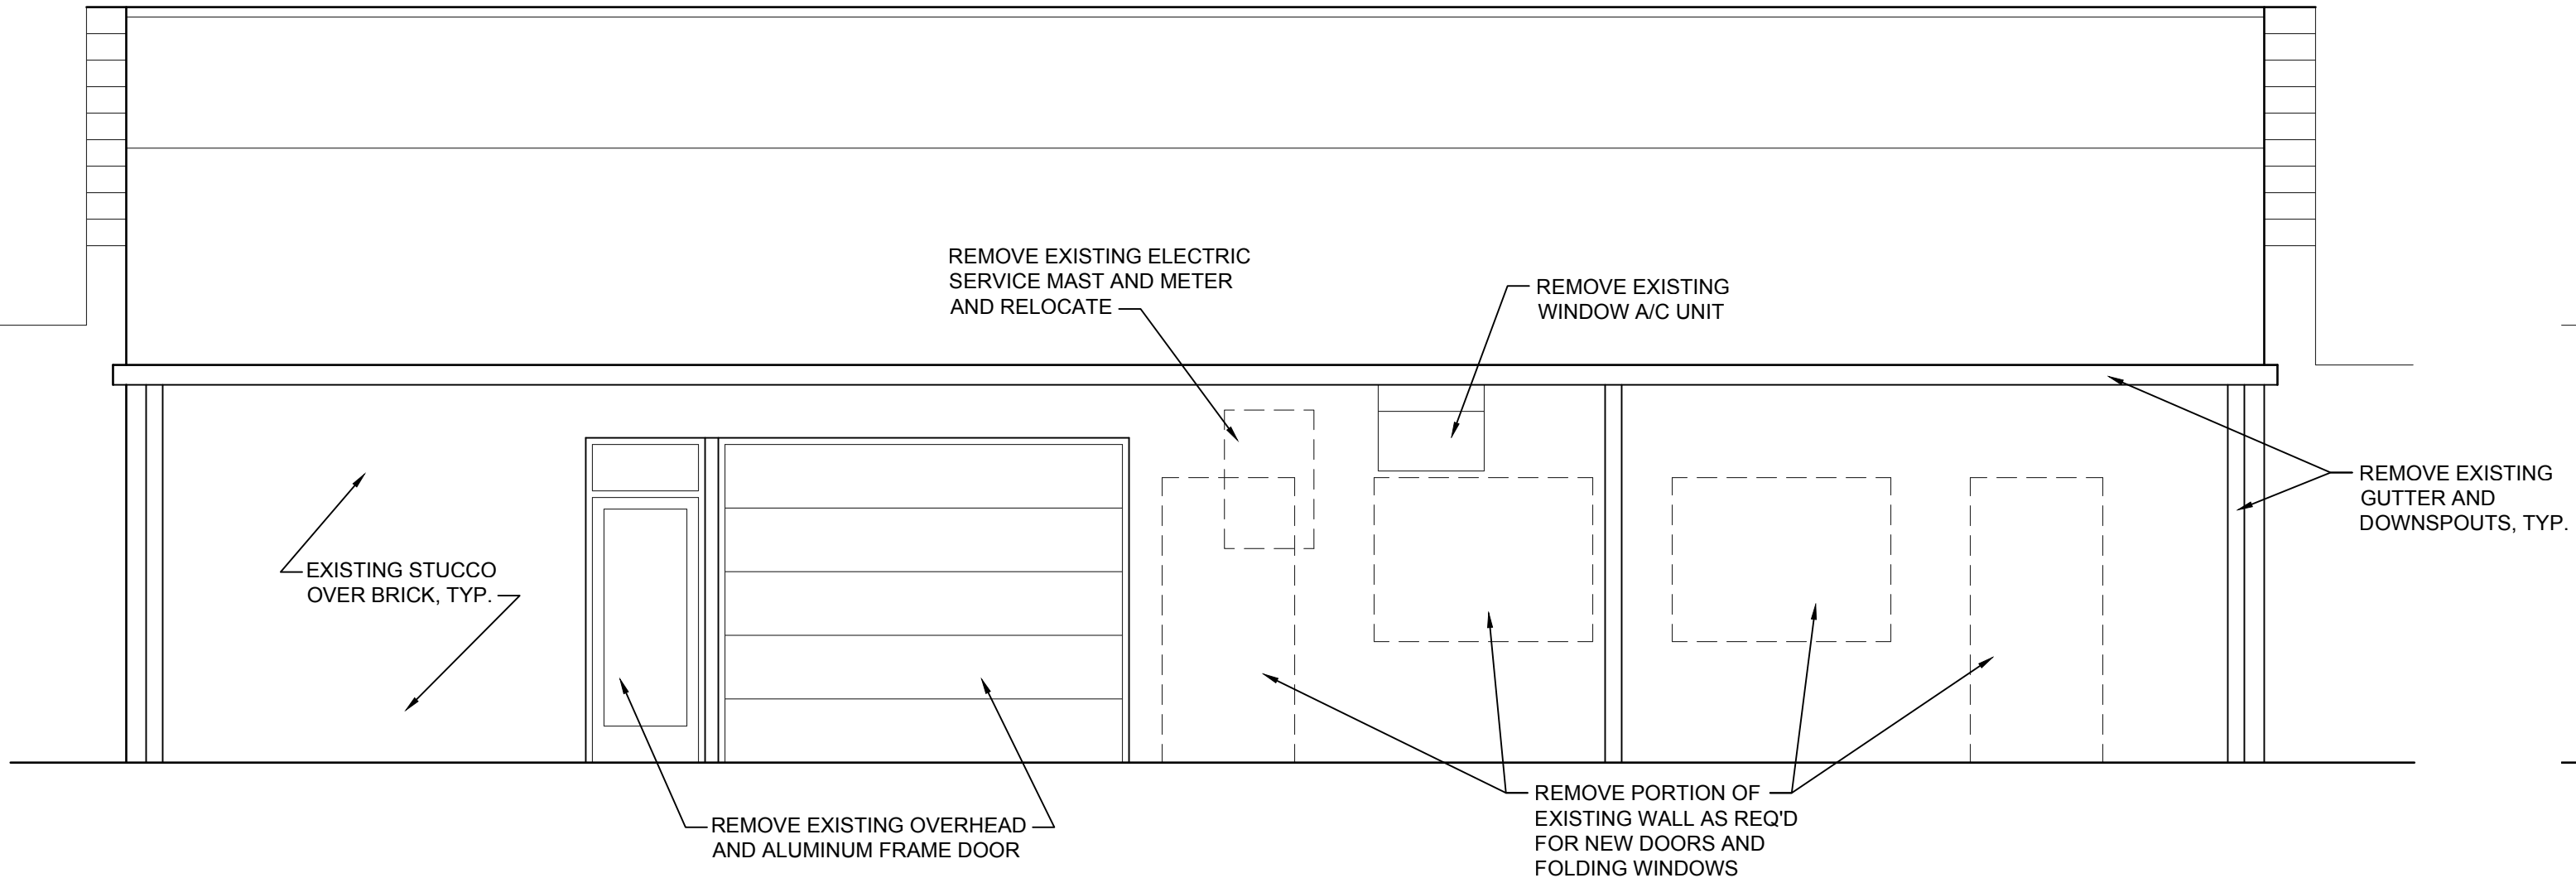 REMOVE EXISTING ELECTRIC
SERVICE MAST AND METER
AND RELOCATE
REMOVE EXISTING
WINDOW A/C UNIT
REMOVE EXISTING
GUTTER AND
DOWNSPOUTS, TYP.
EXISTING STUCCO
OVER BRICK, TYP.
REMOVE EXISTING OVERHEAD
AND ALUMINUM FRAME DOOR
REMOVE PORTION OF
EXISTING WALL AS REQ'D
FOR NEW DOORS AND
FOLDING WINDOWS